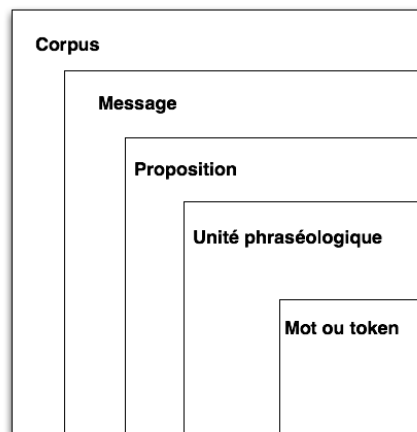 Corpus
Message
Proposition
Unité phraséologique
Mot ou token